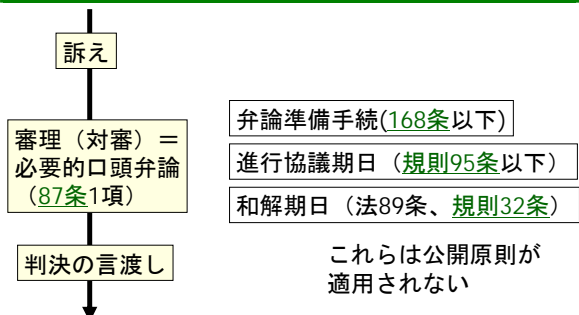 訴え
審理（対審）＝
必要的口頭弁論
（87条1項）
判決の言渡し
弁論準備手続(168条以下)
進行協議期日（規則95条以下）
和解期日（法89条、規則32条）
これらは公開原則が
適用されない